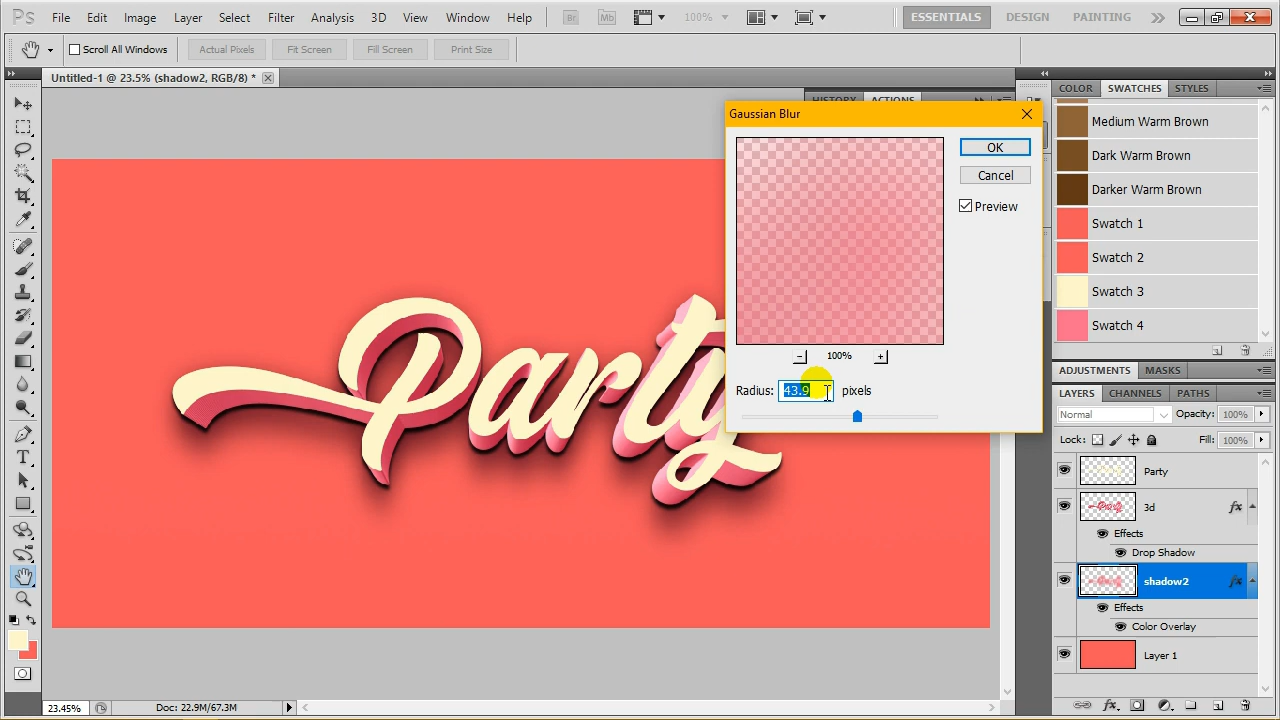 Ps File Edit Image Layer Select Filter Analysis 3D View Window Help Br Mb 100% ESSENTIALS DESIGN PAINTING
Scroll All Windows Actual Pixels Fit Screen Fill Screen Print Size
Untitled-1 @ 23.5% (shadow2, RGB/8) *
HISTORY ACTIONS
Gaussian Blur
OK
Cancel
Preview
100%
Radius: 43.9 pixels
Party
COLOR SWATCHES STYLES
Medium Warm Brown
Dark Warm Brown
Darker Warm Brown
Swatch 1
Swatch 2
Swatch 3
Swatch 4
ADJUSTMENTS MASKS
LAYERS CHANNELS PATHS
Normal Opacity: 100%
Lock: Fill: 100%
Party
3d fx
Effects
Drop Shadow
shadow2 fx
Effects
Color Overlay
Layer 1
fx
23.45% Doc: 22.9M/67.3M